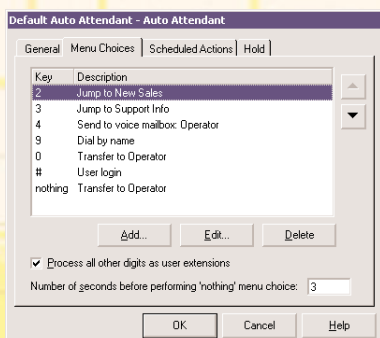 Default Auto Attendant - Auto Attendant
General Menu Choices Scheduled Actions Hold
Key Description
2 Jump to New Sales
3 Jump to Support Info
4 Send to voice mailbox: Operator
9 Dial by name
0 Transfer to Operator
# User login
nothing Transfer to Operator
Add... Edit... Delete
Process all other digits as user extensions
Number of seconds before performing 'nothing' menu choice: 3
OK Cancel Help